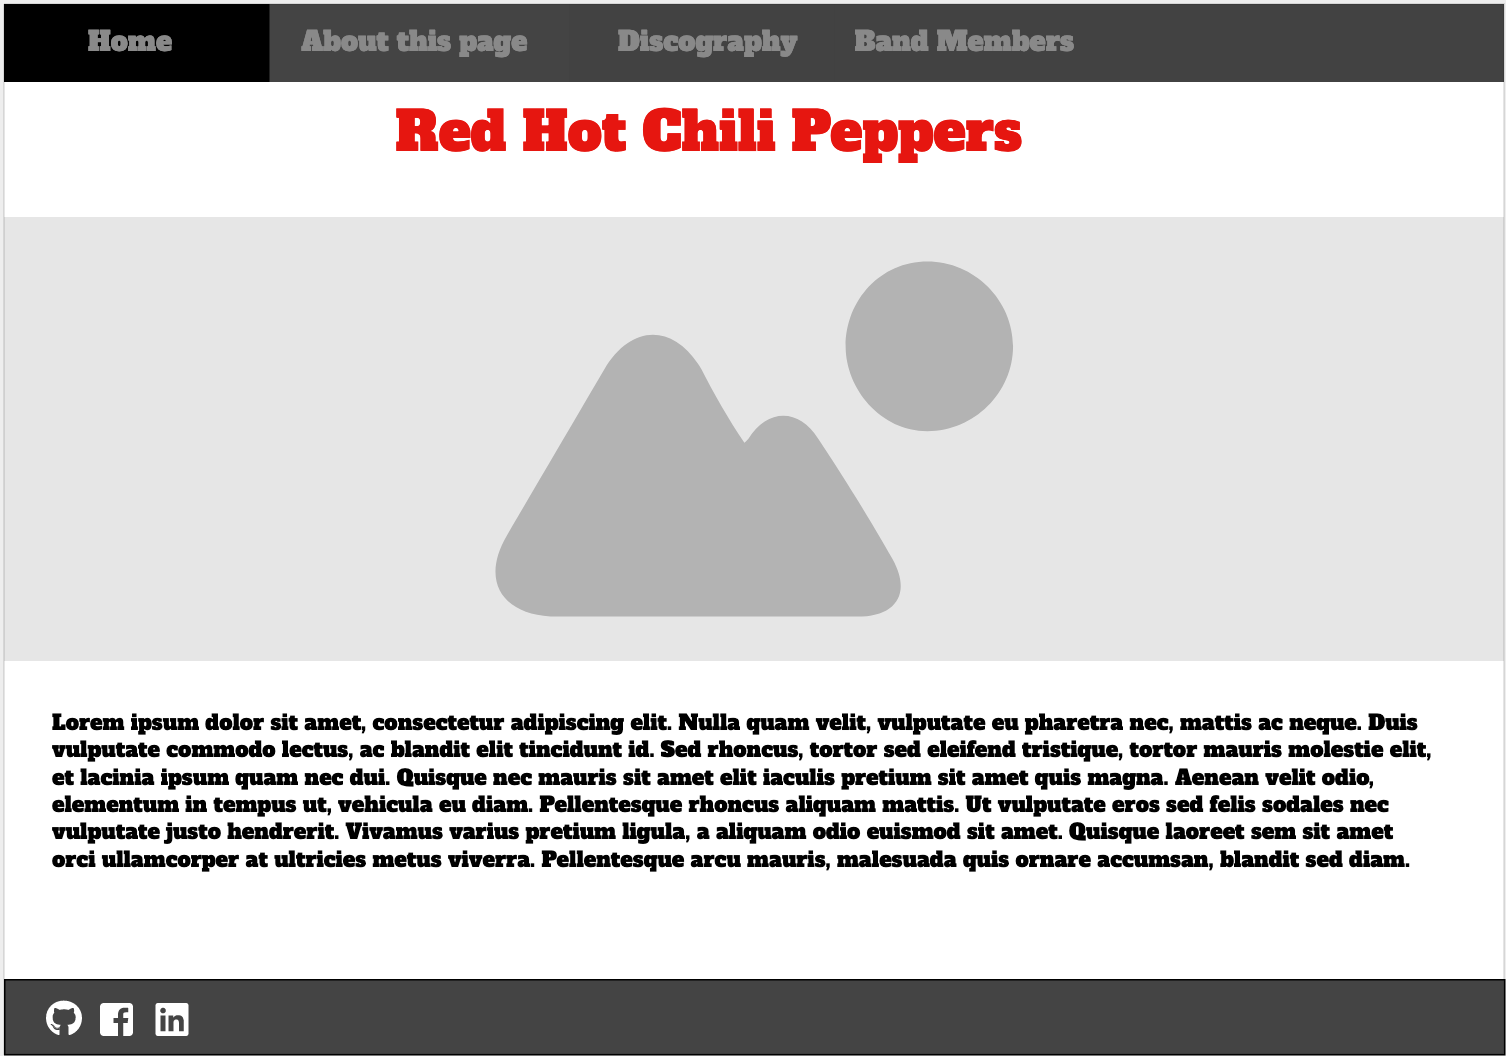 Home About this page Discography Band Members
Red Hot Chili Peppers
Lorem ipsum dolor sit amet, consectetur adipiscing elit. Nulla quam velit, vulputate eu pharetra nec, mattis ac neque. Duis
vulputate commodo lectus, ac blandit elit tincidunt id. Sed rhoncus, tortor sed eleifend tristique, tortor mauris molestie elit,
et lacinia ipsum quam nec dui. Quisque nec mauris sit amet elit iaculis pretium sit amet quis magna. Aenean velit odio,
elementum in tempus ut, vehicula eu diam. Pellentesque rhoncus aliquam mattis. Ut vulputate eros sed felis sodales nec
vulputate justo hendrerit. Vivamus varius pretium ligula, a aliquam odio euismod sit amet. Quisque laoreet sem sit amet
orci ullamcorper at ultricies metus viverra. Pellentesque arcu mauris, malesuada quis ornare accumsan, blandit sed diam.